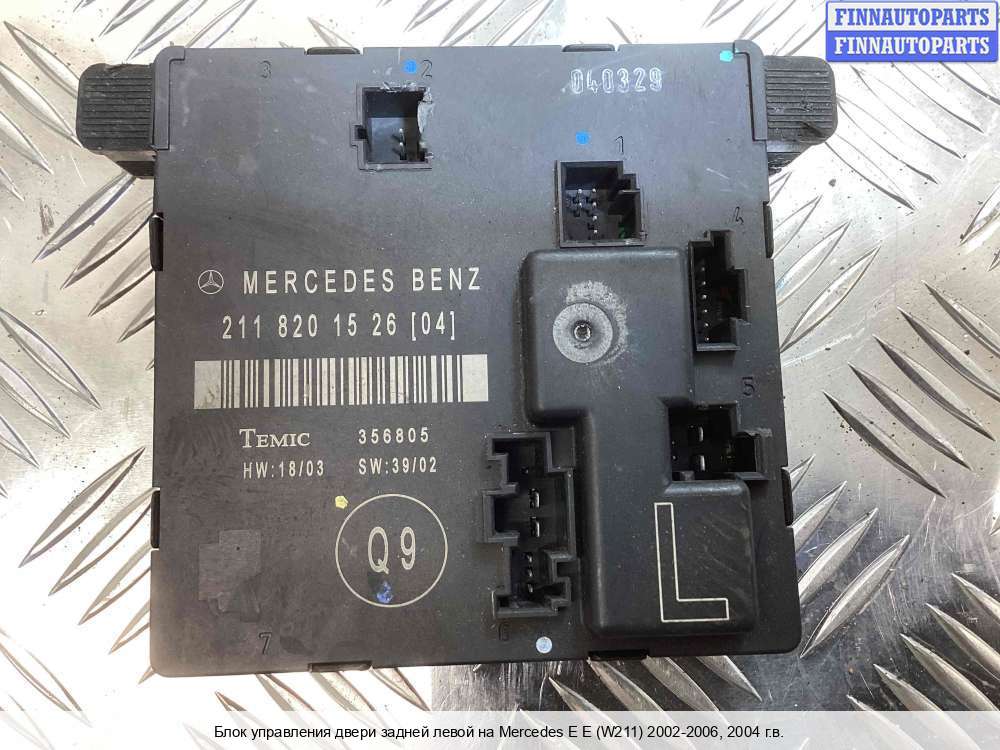 FINNAUTOPARTS
FINNAUTOPARTS
3
2
040329
1
4
MERCEDES BENZ
211 820 15 26 [04]
5
TEMIC 356805
HW:18/03 SW:39/02
Q9
L
7
6
Блок управления двери задней левой на Mercedes E E (W211) 2002-2006, 2004 г.в.